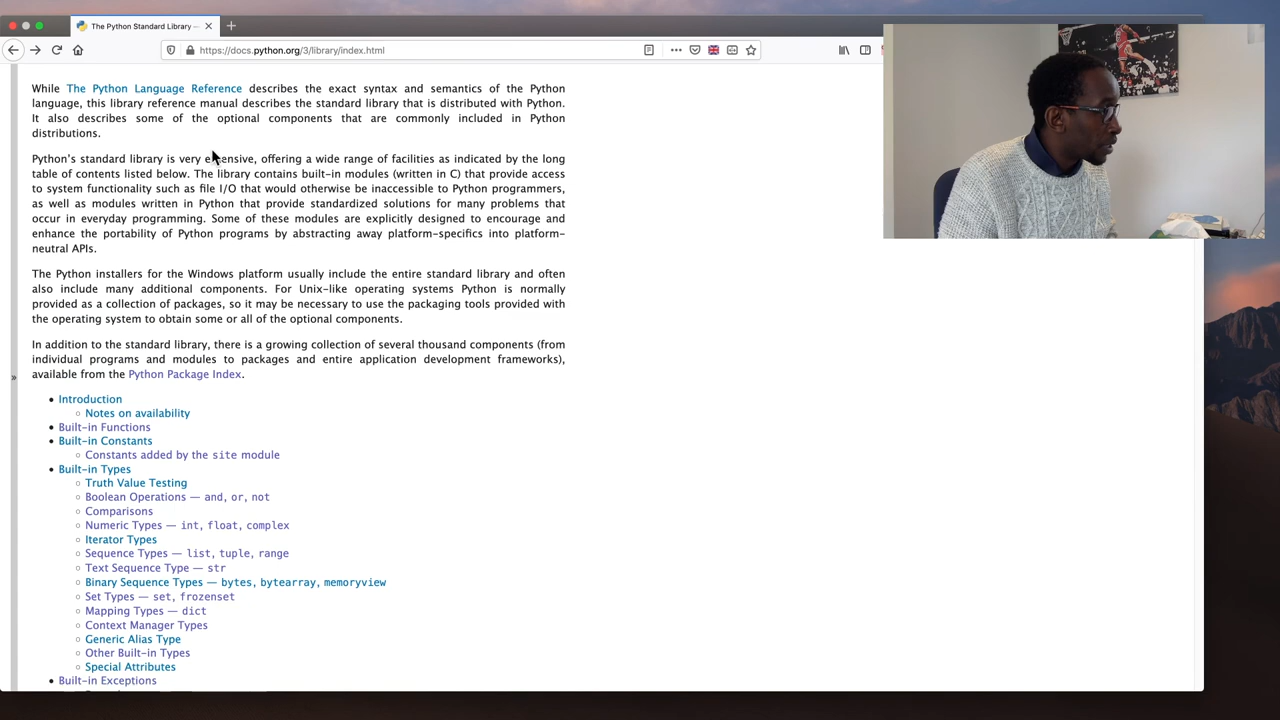 The Python Standard Library —
https://docs.python.org/3/library/index.html
While The Python Language Reference describes the exact syntax and semantics of the Python
language, this library reference manual describes the standard library that is distributed with Python.
It also describes some of the optional components that are commonly included in Python
distributions.
Python's standard library is very extensive, offering a wide range of facilities as indicated by the long
table of contents listed below. The library contains built-in modules (written in C) that provide access
to system functionality such as file I/O that would otherwise be inaccessible to Python programmers,
as well as modules written in Python that provide standardized solutions for many problems that
occur in everyday programming. Some of these modules are explicitly designed to encourage and
enhance the portability of Python programs by abstracting away platform-specifics into platform-
neutral APIs.
The Python installers for the Windows platform usually include the entire standard library and often
also include many additional components. For Unix-like operating systems Python is normally
provided as a collection of packages, so it may be necessary to use the packaging tools provided with
the operating system to obtain some or all of the optional components.
In addition to the standard library, there is a growing collection of several thousand components (from
individual programs and modules to packages and entire application development frameworks),
available from the Python Package Index.
» 
• Introduction
◦ Notes on availability
• Built-in Functions
• Built-in Constants
◦ Constants added by the site module
• Built-in Types
◦ Truth Value Testing
◦ Boolean Operations — and, or, not
◦ Comparisons
◦ Numeric Types — int, float, complex
◦ Iterator Types
◦ Sequence Types — list, tuple, range
◦ Text Sequence Type — str
◦ Binary Sequence Types — bytes, bytearray, memoryview
◦ Set Types — set, frozenset
◦ Mapping Types — dict
◦ Context Manager Types
◦ Generic Alias Type
◦ Other Built-in Types
◦ Special Attributes
• Built-in Exceptions